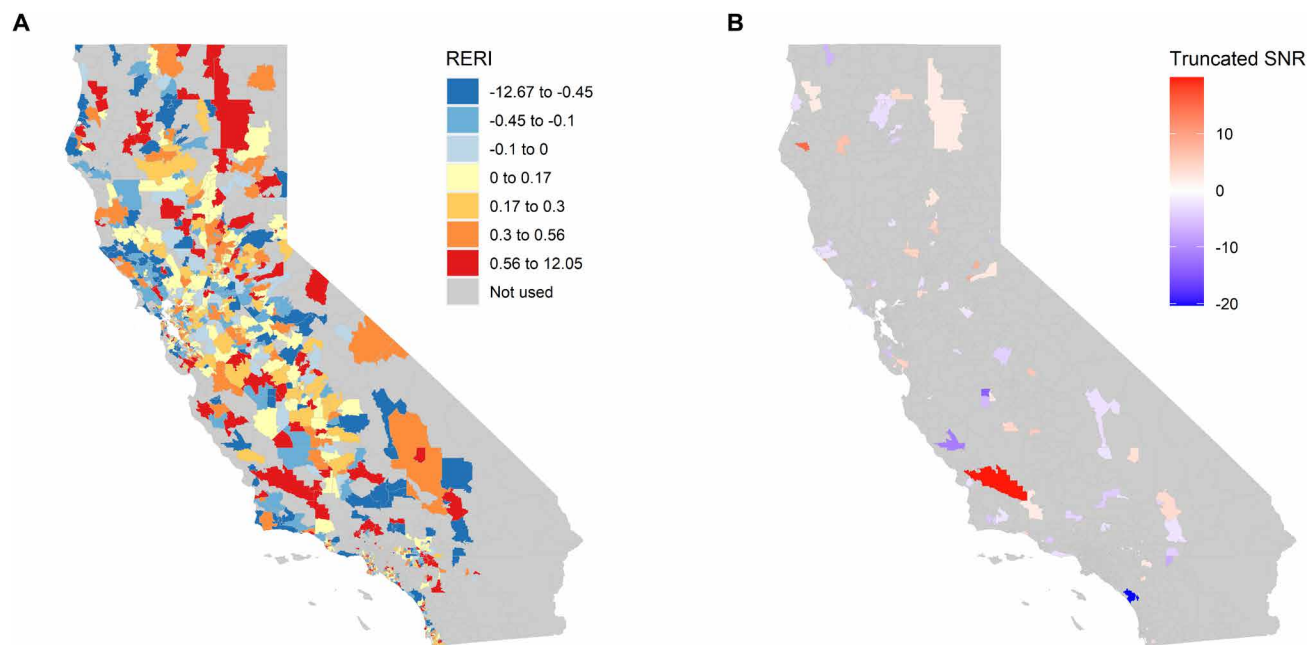 A
RERI
-12.67 to -0.45
-0.45 to -0.1
-0.1 to 0
0 to 0.17
0.17 to 0.3
0.3 to 0.56
0.56 to 12.05
Not used
B
Truncated SNR
10
0
-10
-20